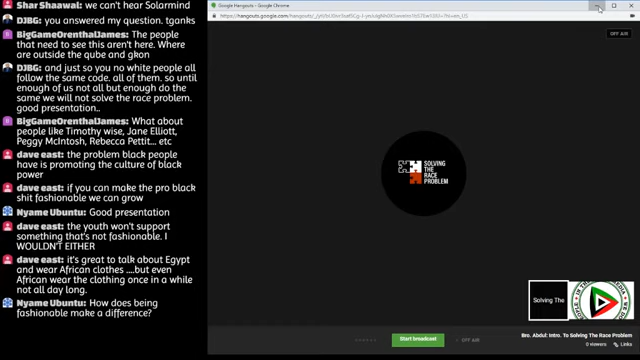 Shar Shaawal: we can't hear Solarmind
DJBG: you answered my question, tganks
BigGameOrenthalJames: The people
that need to see this aren't here. Where
are outside the qube and gkon
DJBG: and just so you no white people all
follow the same code. all of them. so until
enough of us not all but enough do the
same we will not solve the race problem.
good presentation..
BigGameOrenthalJames: What about
people like Timothy wise, Jane Elliott,
Peggy McIntosh, Rebecca Pettit... etc
dave east: the problem black people
have is promoting the culture of black
power
dave east: if you can make the pro black
shit fashionable we can grow
Nyame Ubuntu: Good presentation
dave east: the youth won't support
something that's not fashionable. I
WOULDN'T EITHER
dave east: it's great to talk about Egypt
and wear African clothes ....but even
African wear the clothing once in a while
not all day long.
Nyame Ubuntu: How does being
fashionable make a difference?
Google Hangouts - Google Chrome
https://hangouts.google.com/hangouts/
OFF AIR
SOLVING
THE
RACE
PROBLEM
Solving The
Bro. Abdul: Intro. To Solving The Race Problem
Start broadcast
OFF AIR
0 viewers
Links